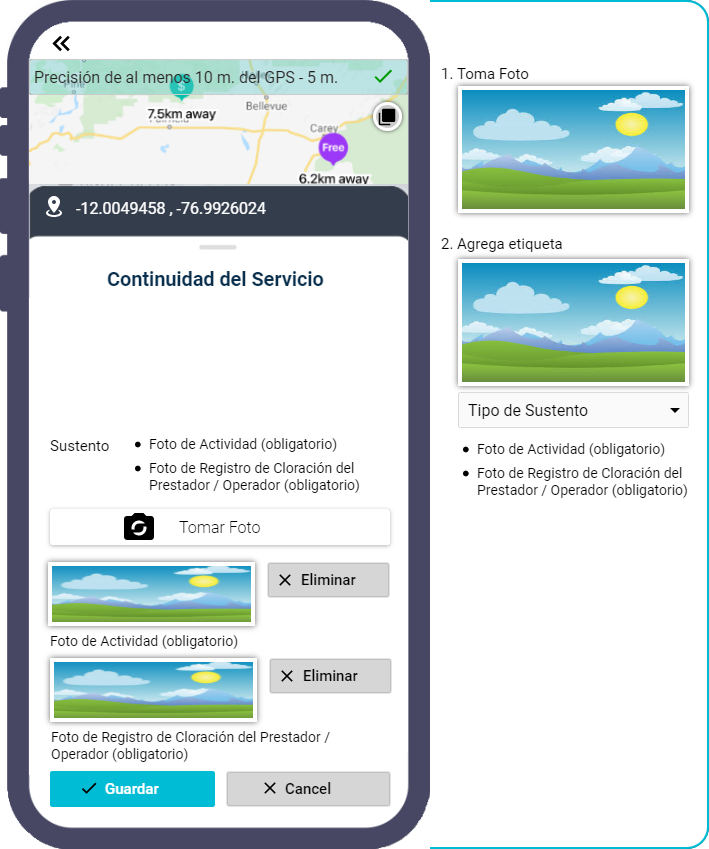 Precisión de al menos 10 m. del GPS - 5 m.
$
7.5km away
Bellevue
Carey
Free
6.2km away
-12.0049458 , -76.9926024
Continuidad del Servicio
Sustento
• Foto de Actividad (obligatorio)
• Foto de Registro de Cloración del
Prestador / Operador (obligatorio)
Tomar Foto
Eliminar
Foto de Actividad (obligatorio)
Eliminar
Foto de Registro de Cloración del Prestador /
Operador (obligatorio)
Guardar
Cancel
1. Toma Foto
2. Agrega etiqueta
Tipo de Sustento
• Foto de Actividad (obligatorio)
• Foto de Registro de Cloración del
Prestador / Operador (obligatorio)